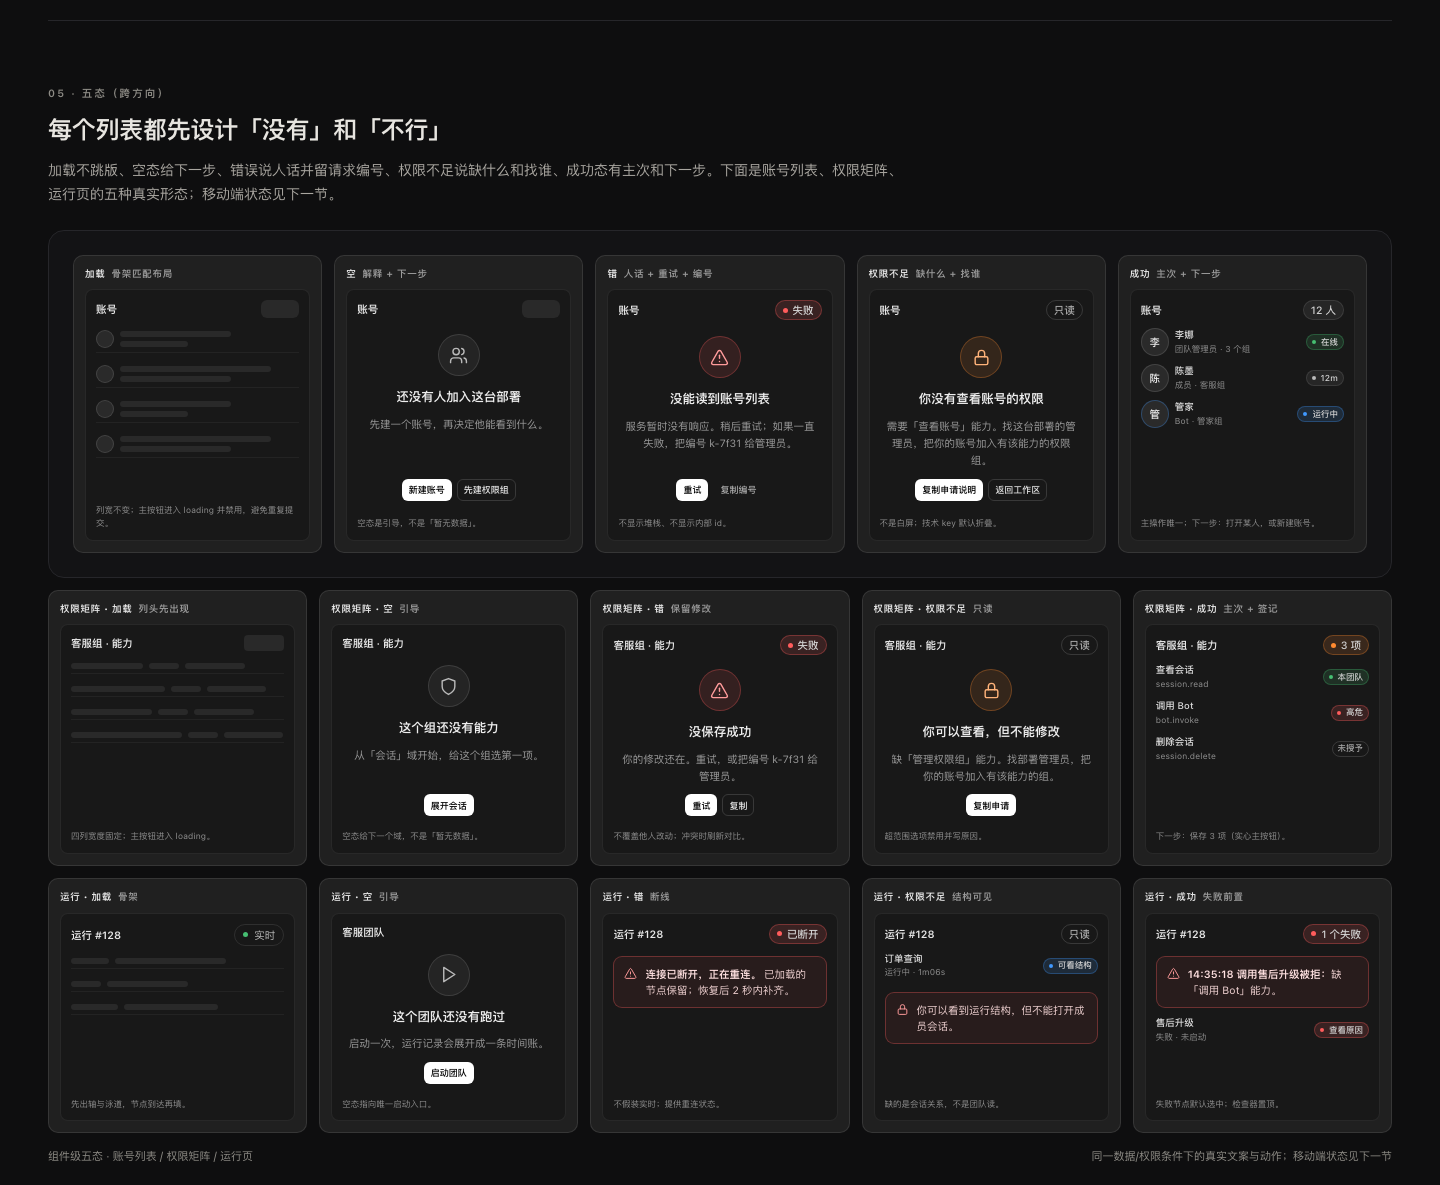 05 · 五态（跨方向）
每个列表都先设计「没有」和「不行」
加载不跳版、空态给下一步、错误说人话并留请求编号、权限不足说缺什么和找谁、成功态有主次和下一步。下面是账号列表、权限矩阵、
运行页的五种真实形态；移动端状态见下一节。
加载 骨架匹配布局
账号
列宽不变；主按钮进入 loading 并禁用，避免重复提
交。
空 解释 + 下一步
账号
还没有人加入这台部署
先建一个账号，再决定他能看到什么。
新建账号 先建权限组
空态是引导，不是「暂无数据」。
错 人话 + 重试 + 编号
账号 失败
没能读到账号列表
服务暂时没有响应。稍后重试；如果一直
失败，把编号 k-7f31 给管理员。
重试 复制编号
不显示堆栈、不显示内部 id。
权限不足 缺什么 + 找谁
账号 只读
你没有查看账号的权限
需要「查看账号」能力。找这台部署的管
理员，把你的账号加入有该能力的权限
组。
复制申请说明 返回工作区
不是白屏；技术 key 默认折叠。
成功 主次 + 下一步
账号 12 人
李 李娜 在线
团队管理员 · 3 个组
陈 陈墨 12m
成员 · 客服组
管 管家 运行中
Bot · 管家组
主操作唯一；下一步：打开某人，或新建账号。
权限矩阵 · 加载 列头先出现
客服组 · 能力
四列宽度固定；主按钮进入 loading。
权限矩阵 · 空 引导
客服组 · 能力
这个组还没有能力
从「会话」域开始，给这个组选第一项。
展开会话
空态给下一个域，不是「暂无数据」。
权限矩阵 · 错 保留修改
客服组 · 能力 失败
没保存成功
你的修改还在。重试，或把编号 k-7f31 给
管理员。
重试 复制
不覆盖他人改动；冲突时刷新对比。
权限矩阵 · 权限不足 只读
客服组 · 能力 只读
你可以查看，但不能修改
缺「管理权限组」能力。找部署管理员，把
你的账号加入有该能力的组。
复制申请
超范围选项禁用并写原因。
权限矩阵 · 成功 主次 + 签记
客服组 · 能力 3 项
查看会话 本团队
session.read
调用 Bot 高危
bot.invoke
删除会话 未授予
session.delete
下一步：保存 3 项（实心主按钮）。
运行 · 加载 骨架
运行 #128 实时
先出轴与泳道，节点到达再填。
运行 · 空 引导
客服团队
这个团队还没有跑过
启动一次，运行记录会展开成一条时间账。
启动团队
空态指向唯一启动入口。
运行 · 错 断线
运行 #128 已断开
连接已断开，正在重连。 已加载的
节点保留；恢复后 2 秒内补齐。
不假装实时；提供重连状态。
运行 · 权限不足 结构可见
运行 #128 只读
订单查询 可看结构
运行中 · 1m06s
你可以看到运行结构，但不能打开成
员会话。
缺的是会话关系，不是团队读。
运行 · 成功 失败前置
运行 #128 1 个失败
14:35:18 调用售后升级被拒：缺
「调用 Bot」能力。
售后升级 查看原因
失败 · 未启动
失败节点默认选中；检查器置顶。
组件级五态 · 账号列表 / 权限矩阵 / 运行页
同一数据/权限条件下的真实文案与动作；移动端状态见下一节